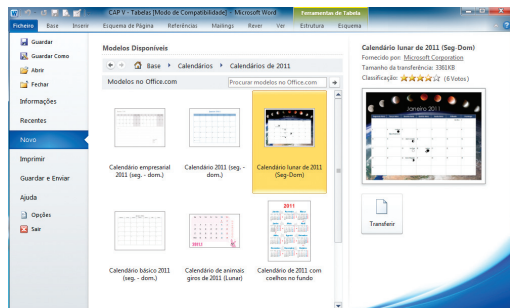 CAP V - Tabelas [Modo de Compatibilidade] - Microsoft Word
Ferramentas de Tabela
Ficheiro Base Inserir Esquema de Página Referências Mailings Rever Ver Estrutura Esquema
Guardar
Guardar Como
Abrir
Fechar
Informações
Recentes
Novo
Imprimir
Guardar e Enviar
Ajuda
Opções
Sair
Modelos Disponíveis
Base Calendários Calendários de 2011
Modelos no Office.com
Procurar modelos no Office.com
Calendário empresarial
2011 (seg. - dom.)
Calendário 2011 (seg. -
dom.)
Calendário lunar de 2011
(Seg-Dom)
2011
2011
Calendário básico 2011
(seg. - dom.)
Calendário de animais
giros de 2011 (Lunar)
Calendário de 2011 com
coelhos no fundo
Calendário lunar de 2011 (Seg-Dom)
Fornecido por: Microsoft Corporation
Tamanho da transferência: 3361KB
Classificação: (6 Votos)
Janeiro 2011
Transferir